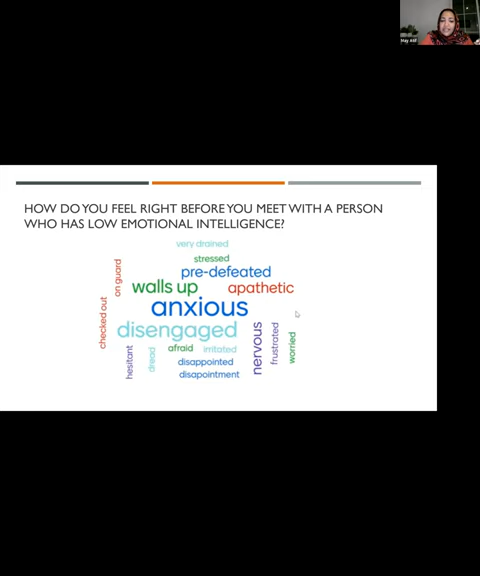 May Alif
HOW DO YOU FEEL RIGHT BEFORE YOU MEET WITH A PERSON
WHO HAS LOW EMOTIONAL INTELLIGENCE?
very drained
stressed
on guard
pre-defeated
walls up
apathetic
checked out
anxious
disengaged
nervous
frustrated
worried
hesitant
dread
afraid
irritated
disappointed
disapointment